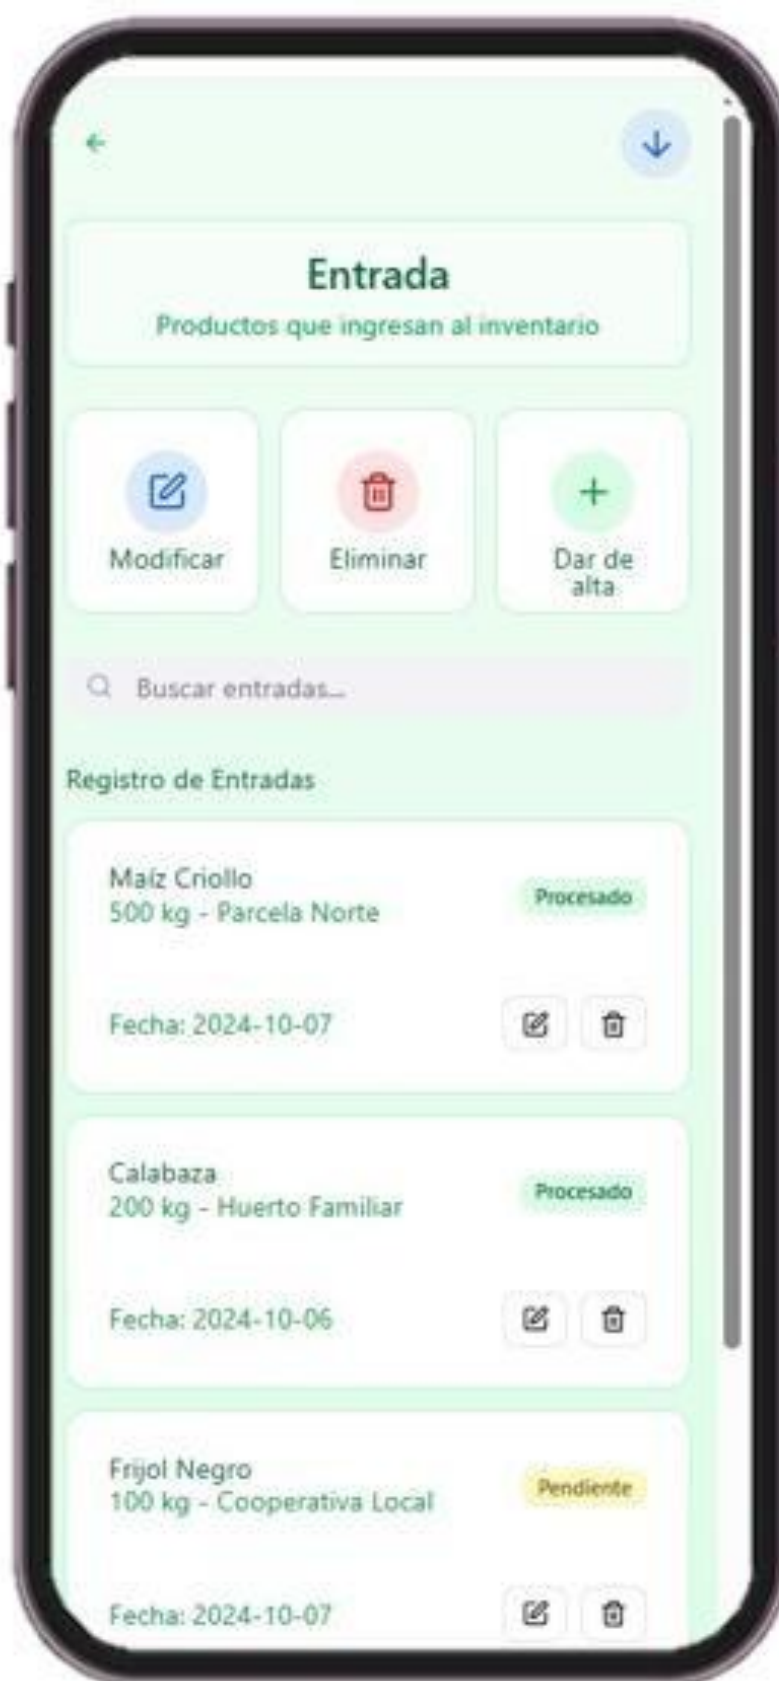 Entrada
Productos que ingresan al inventario
Modificar
Eliminar
Dar de
alta
Buscar entradas...
Registro de Entradas
Maíz Criollo
500 kg - Parcela Norte
Procesado
Fecha: 2024-10-07
Calabaza
200 kg - Huerto Familiar
Procesado
Fecha: 2024-10-06
Frijol Negro
100 kg - Cooperativa Local
Pendiente
Fecha: 2024-10-07